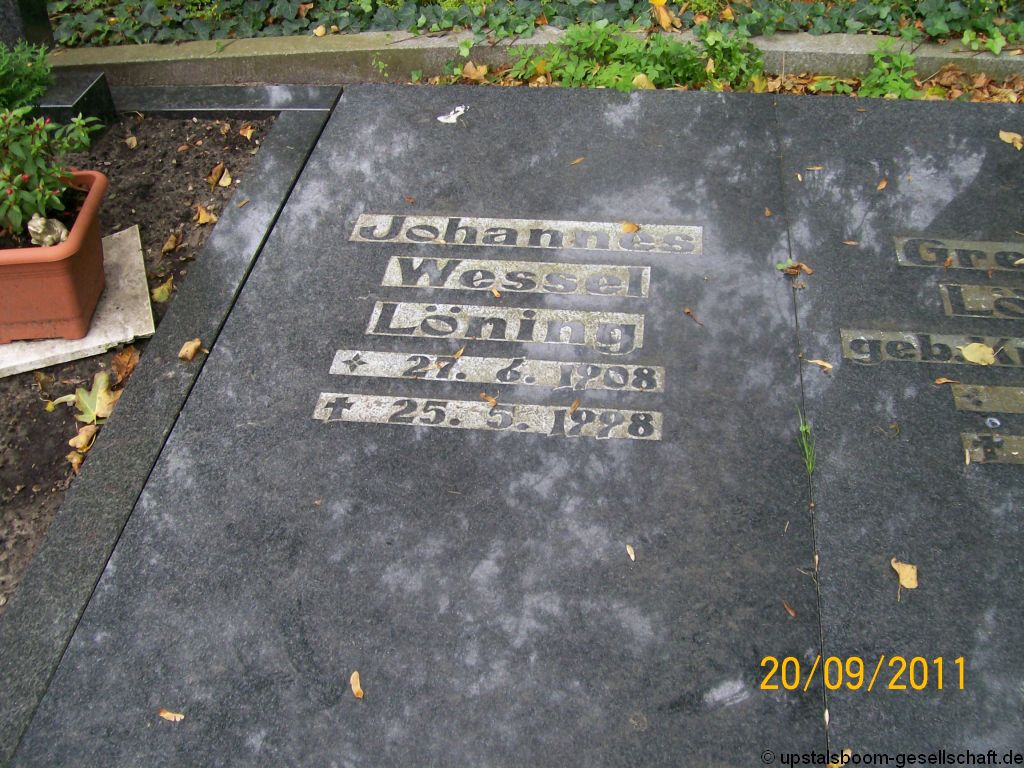 Johannes
Wessel
Löning
✧ 27. 6. 1908
✝ 25. 5. 1998
geb.
20/09/2011
© upstalsboom-gesellschaft.de